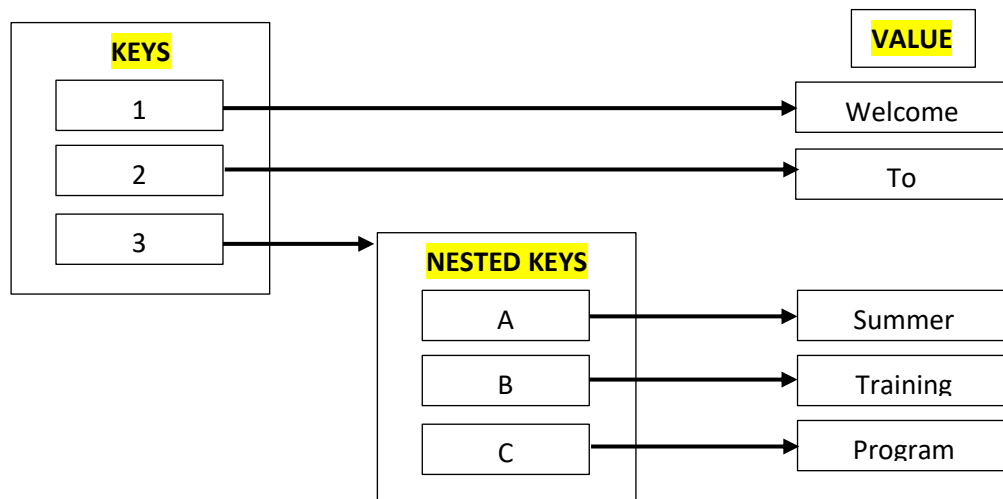 KEYS
VALUE
1
Welcome
2
To
3
NESTED KEYS
A
Summer
B
Training
C
Program